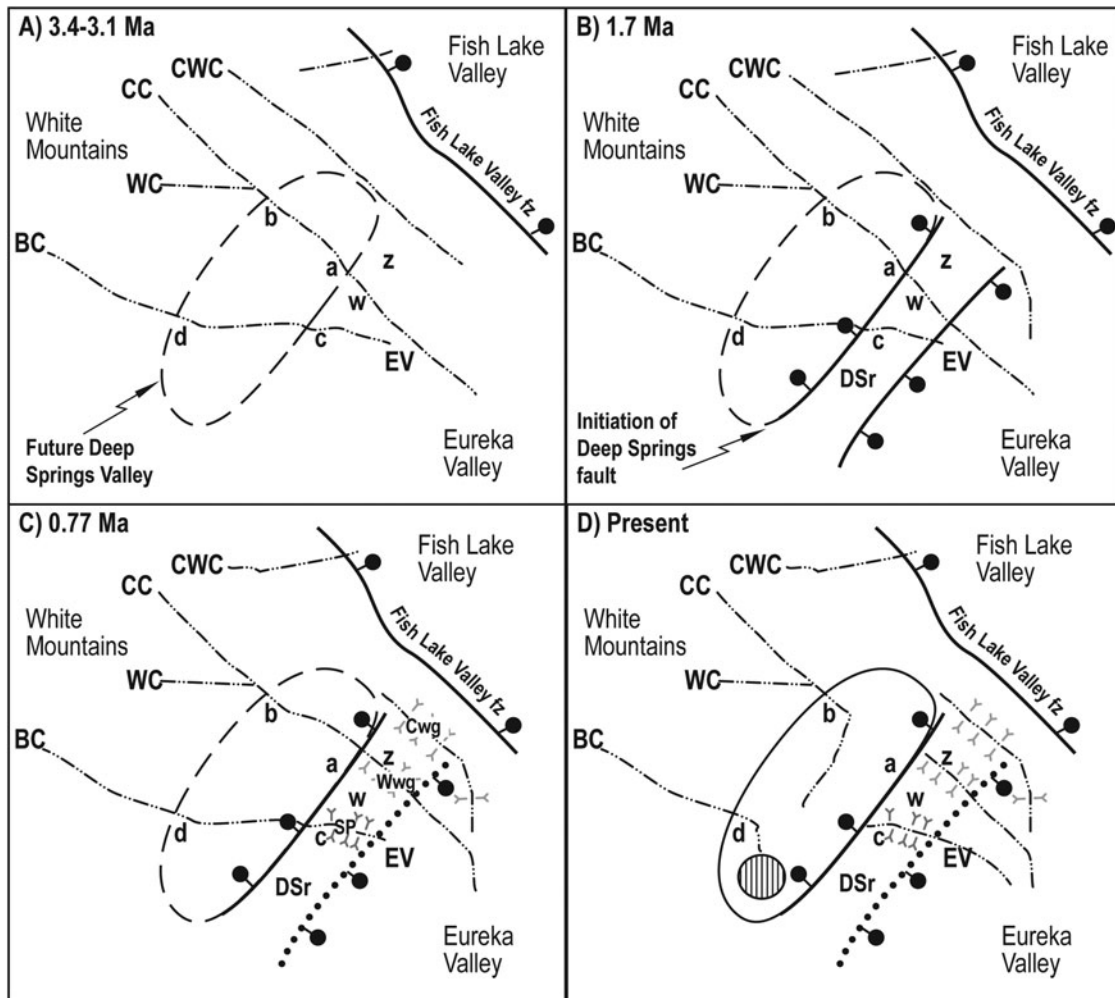 A) 3.4-3.1 Ma
Fish Lake
Valley
CWC
CC
White
Mountains
WC
Fish Lake Valley fz
b
BC
a
z
w
d
c
EV
Future Deep
Springs Valley
Eureka
Valley
B) 1.7 Ma
Fish Lake
Valley
CWC
CC
White
Mountains
WC
Fish Lake Valley fz
b
BC
a
z
w
d
c
EV
DSr
Initiation of
Deep Springs
fault
Eureka
Valley
C) 0.77 Ma
Fish Lake
Valley
CWC
CC
White
Mountains
WC
Fish Lake Valley fz
b
BC
Cwg
a
z
Wwg
w
d
SP
c
EV
DSr
Eureka
Valley
D) Present
Fish Lake
Valley
CWC
CC
White
Mountains
WC
Fish Lake Valley fz
b
BC
a
z
w
d
c
EV
DSr
Eureka
Valley